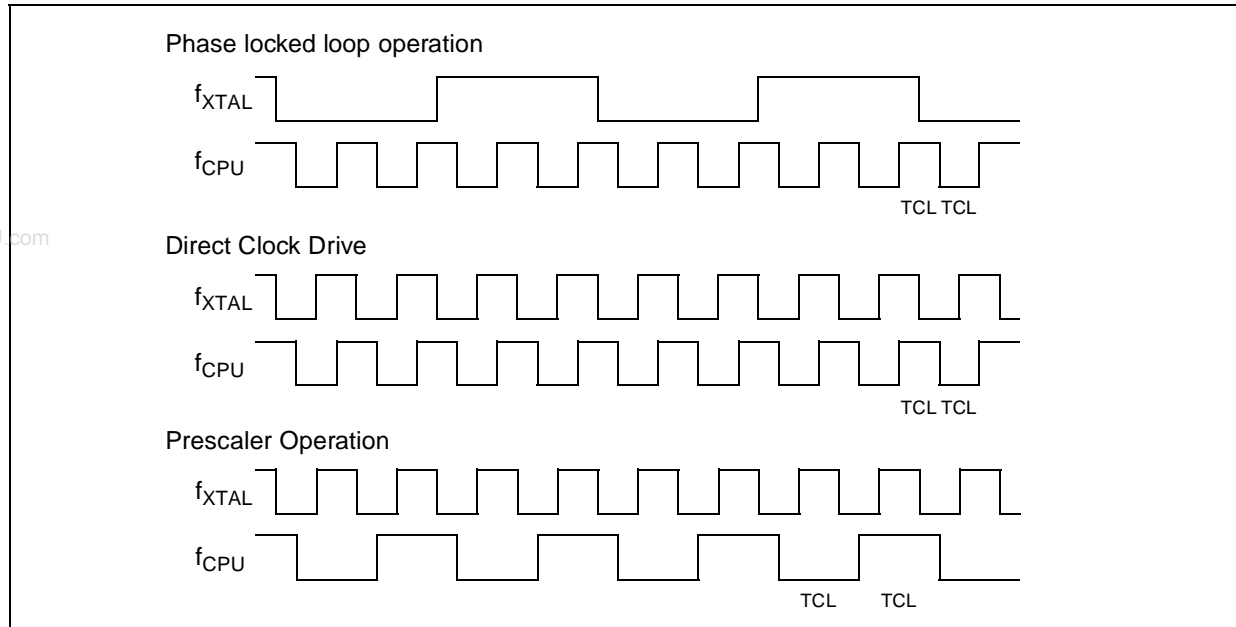 Phase locked loop operation
fXTAL
fCPU
TCL TCL
.com
Direct Clock Drive
fXTAL
fCPU
TCL TCL
Prescaler Operation
fXTAL
fCPU
TCL TCL